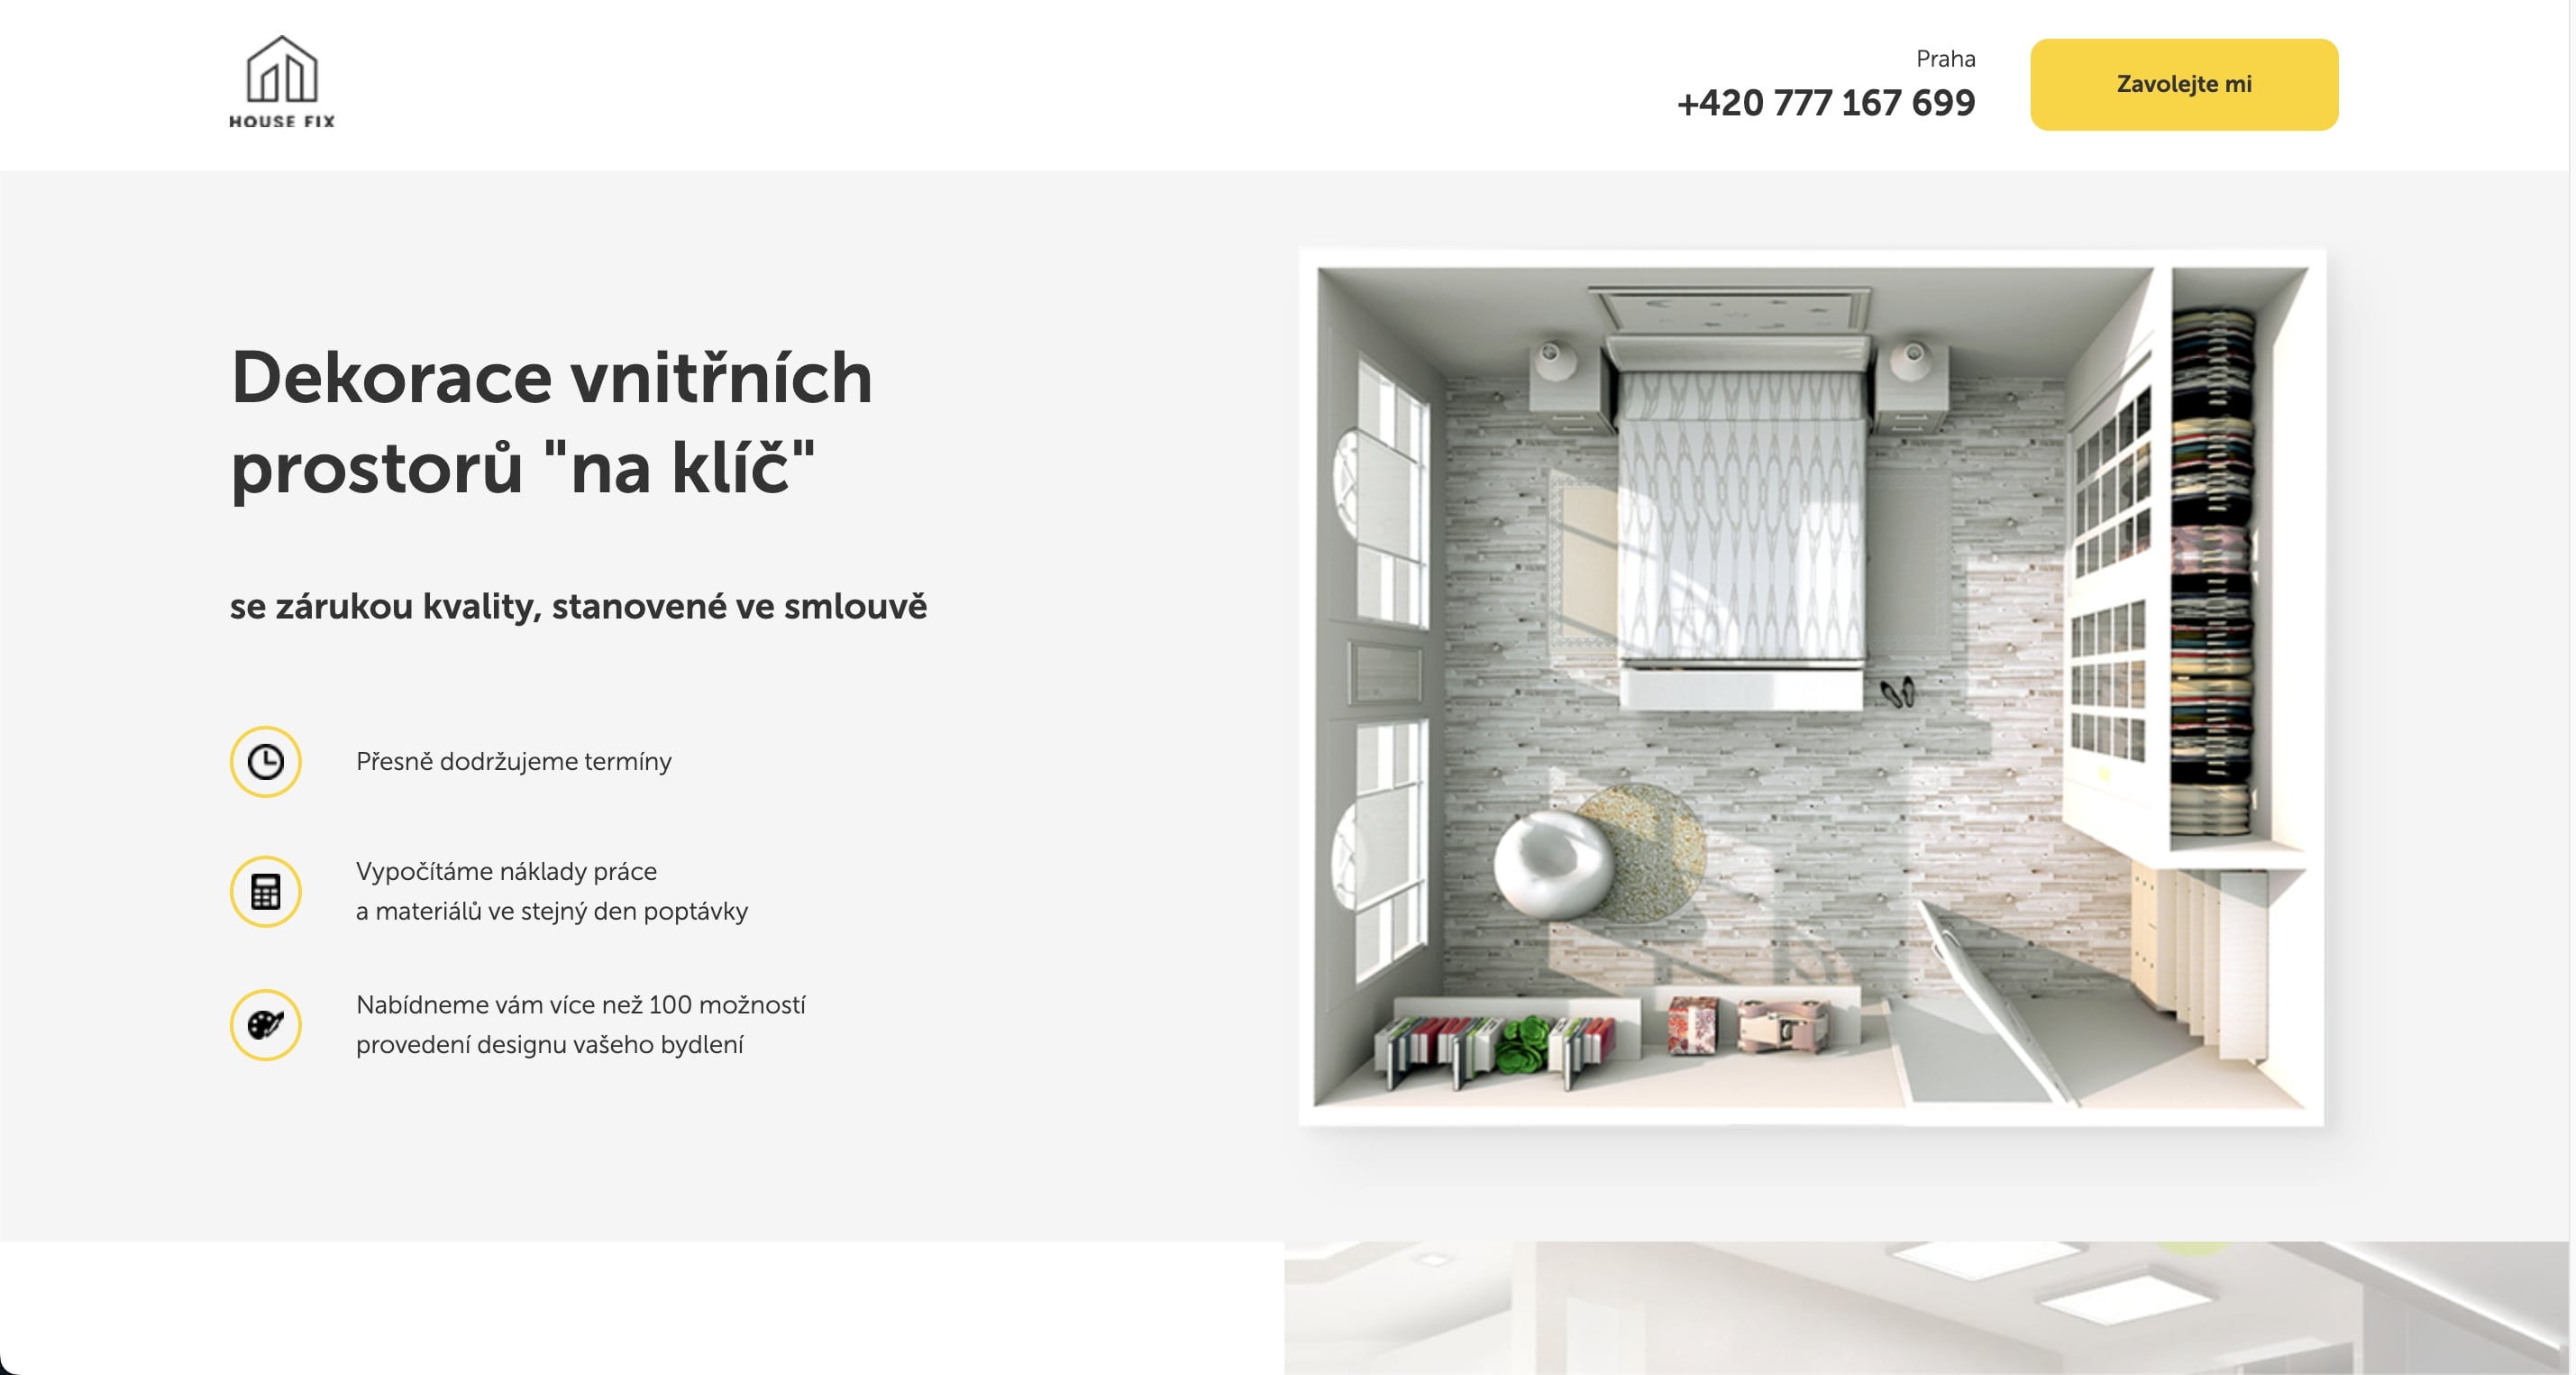 HOUSE FIX
Praha
+420 777 167 699
Zavolejte mi
Dekorace vnitřních
prostorů "na klíč"
se zárukou kvality, stanovené ve smlouvě
Přesně dodržujeme termíny
Vypočítáme náklady práce
a materiálů ve stejný den poptávky
Nabídneme vám více než 100 možností
provedení designu vašeho bydlení